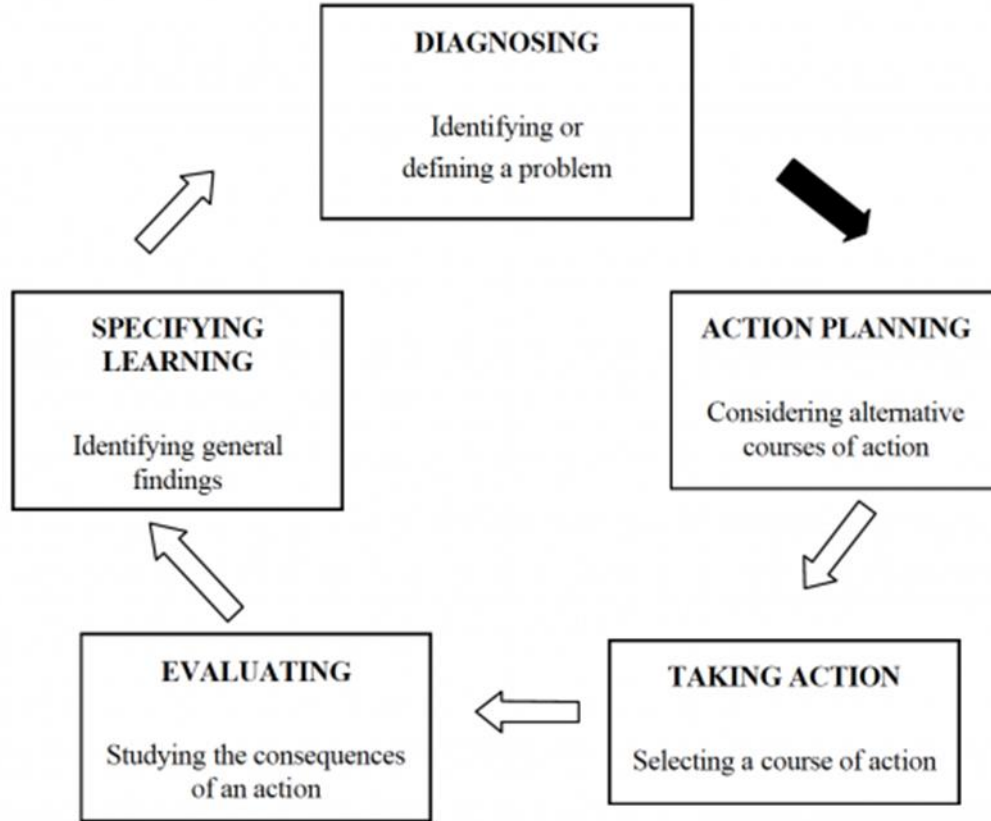 DIAGNOSING
Identifying or
defining a problem
SPECIFYING
LEARNING
Identifying general
findings
ACTION PLANNING
Considering alternative
courses of action
EVALUATING
Studying the consequences
of an action
TAKING ACTION
Selecting a course of action